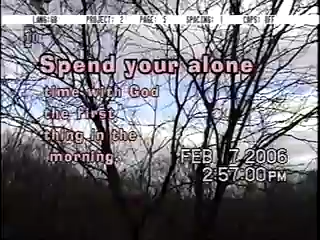 LANG:GB PROJECT: 2 PAGE: 5 SPACING: 1 CAPS: OFF
Spend your alone
time with God
the first
thing in the
morning.
FEB 17 2006
2:57:00PM